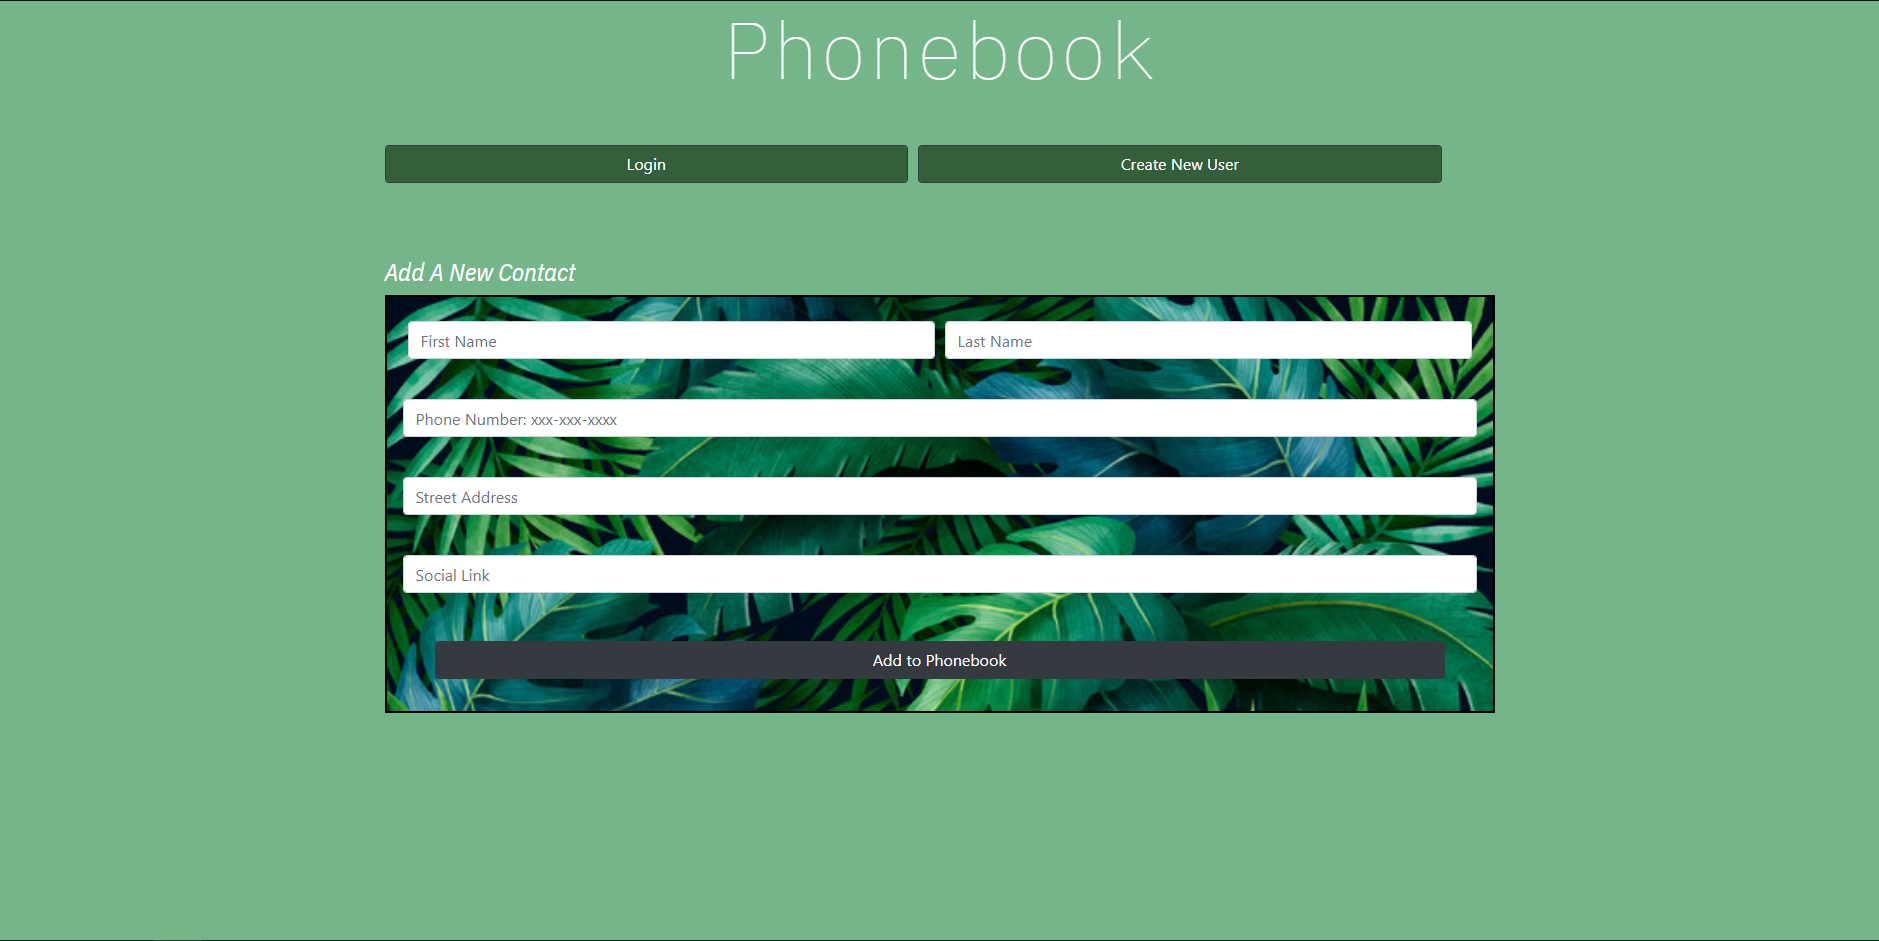 Phonebook
Login Create New User
Add A New Contact
First Name Last Name
Phone Number: xxx-xxx-xxxx
Street Address
Social Link
Add to Phonebook